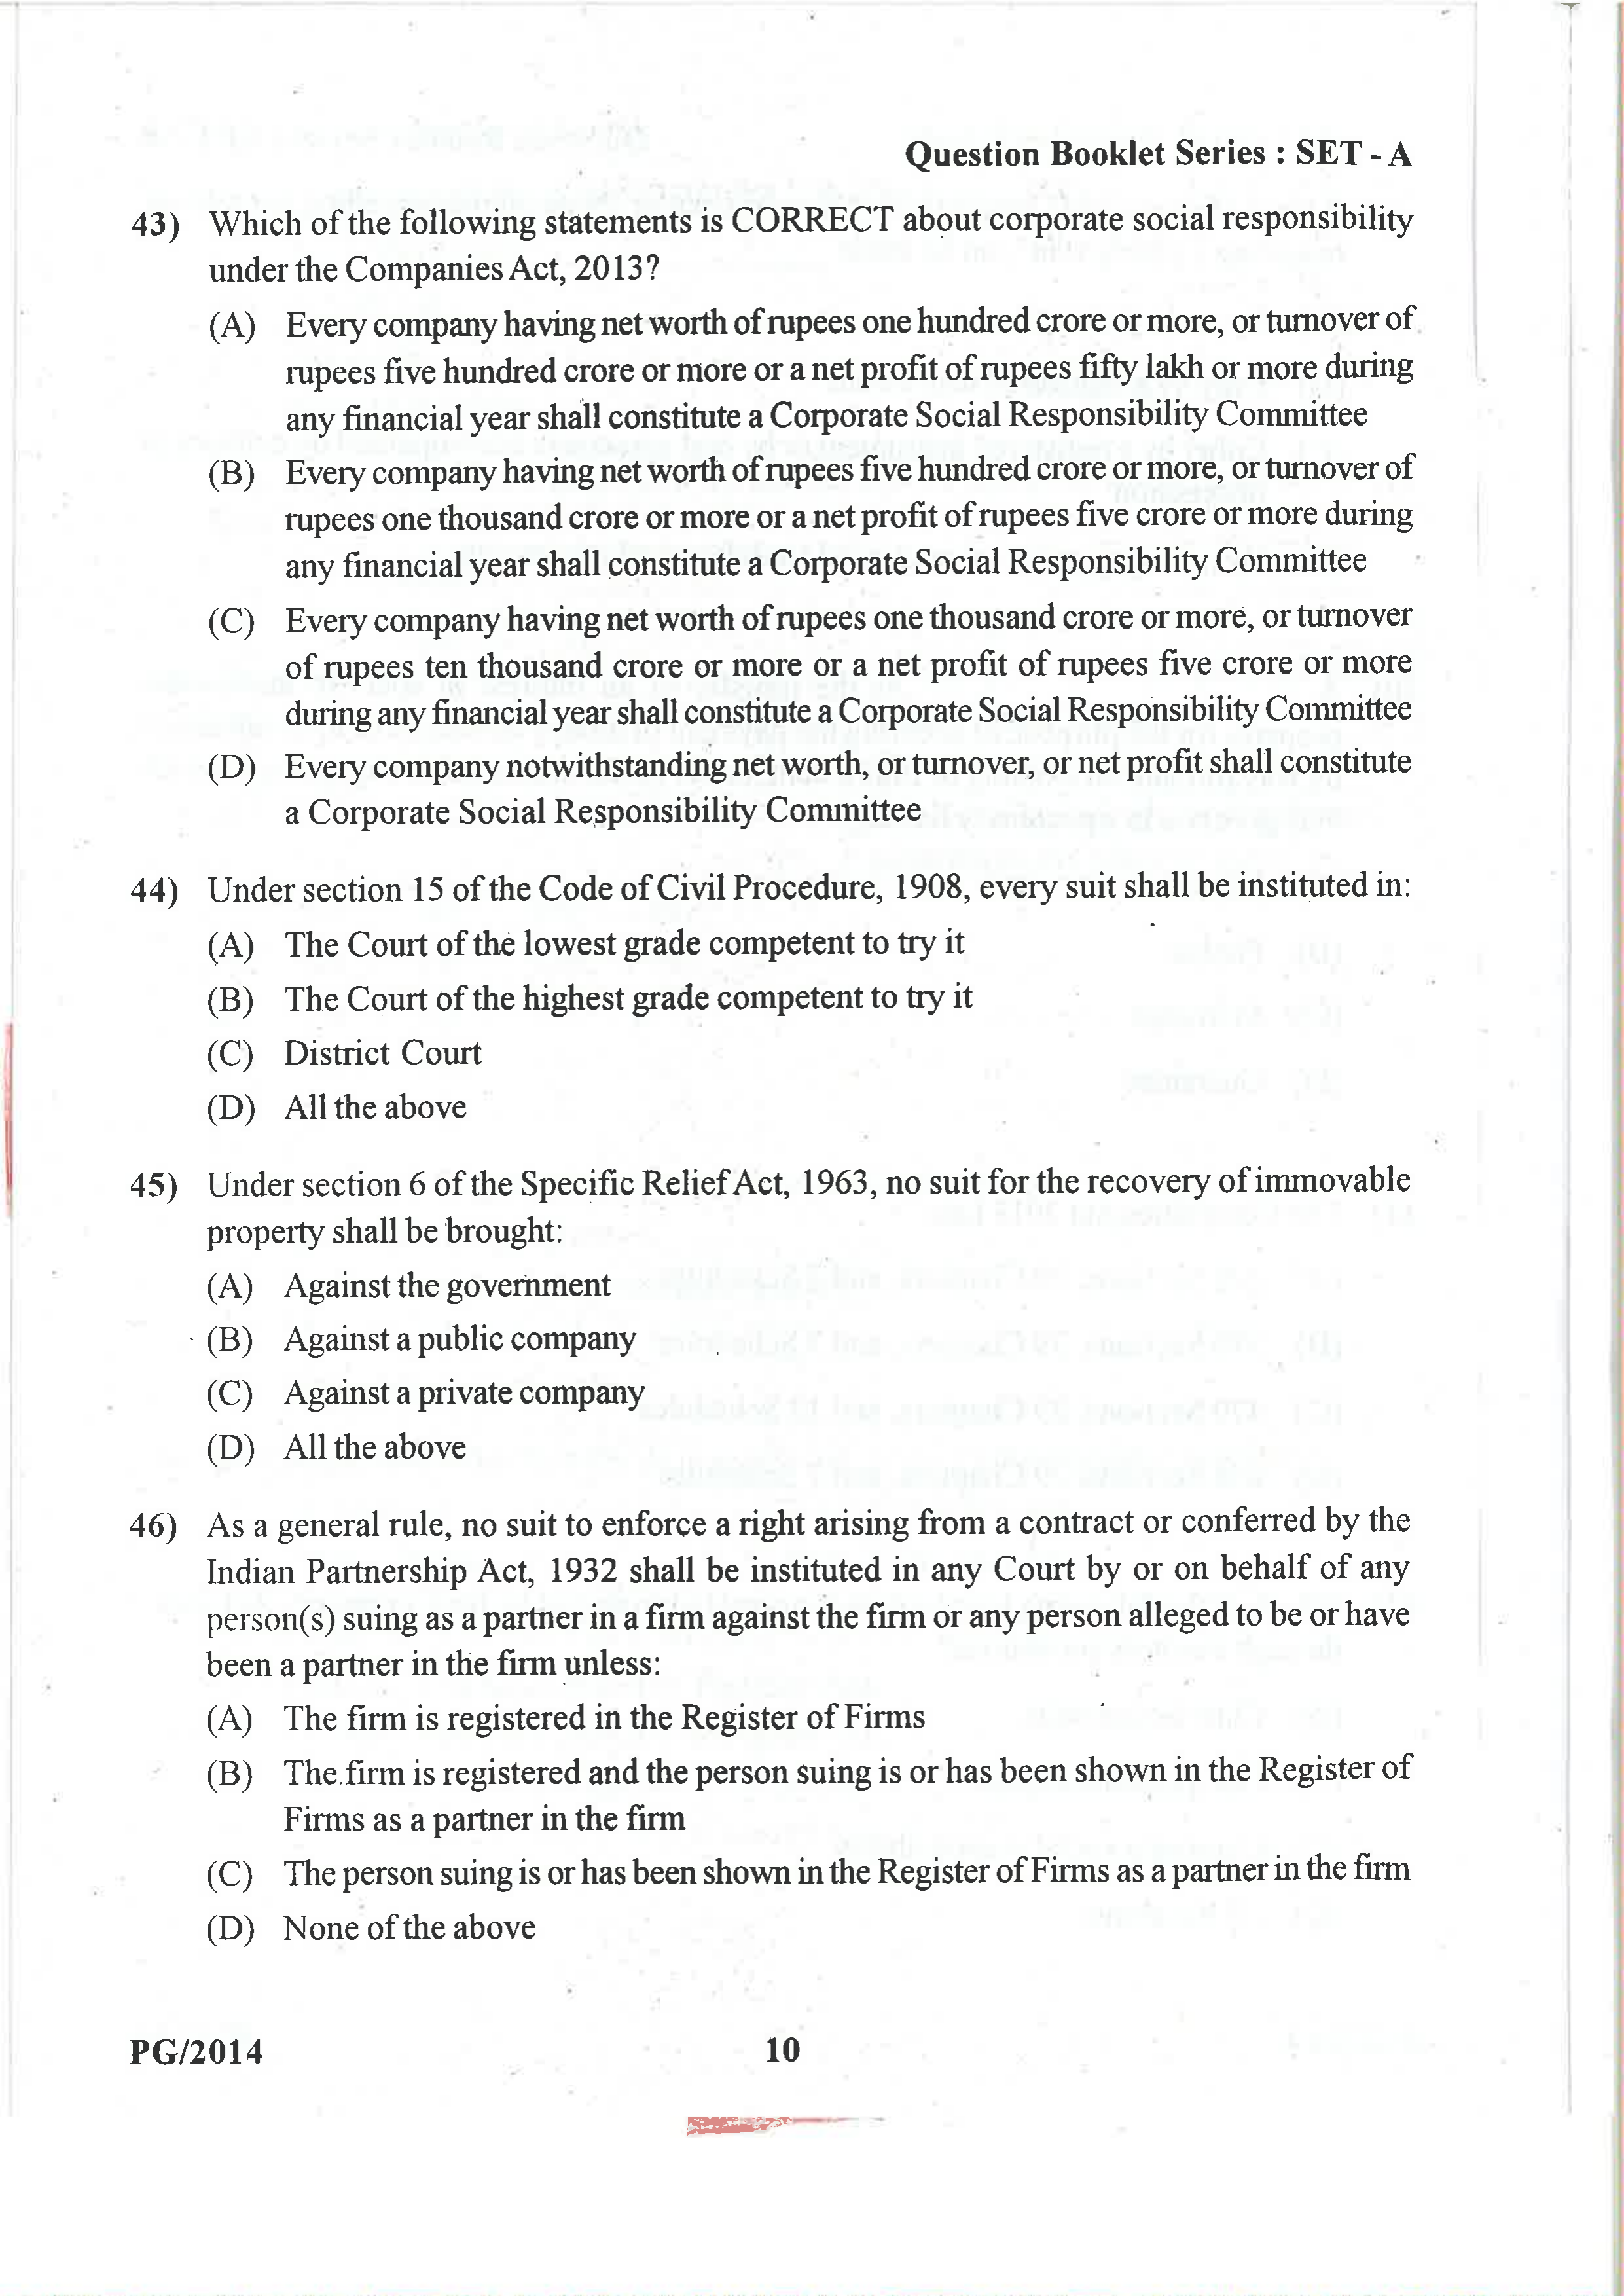 Question Booklet Series : SET - A
43) Which of the following statements is CORRECT about corporate social responsibility
under the Companies Act, 2013?
(A) Every company having net worth of rupees one hundred crore or more, or turnover of
rupees five hundred crore or more or a net profit of rupees fifty lakh or more during
any financial year shall constitute a Corporate Social Responsibility Committee
(B) Every company having net worth of rupees five hundred crore or more, or turnover of
rupees one thousand crore or more or a net profit of rupees five crore or more during
any financial year shall constitute a Corporate Social Responsibility Committee
(C) Every company having net worth of rupees one thousand crore or more, or turnover
of rupees ten thousand crore or more or a net profit of rupees five crore or more
during any financial year shall constitute a Corporate Social Responsibility Committee
(D) Every company notwithstanding net worth, or turnover, or net profit shall constitute
a Corporate Social Responsibility Committee
44) Under section 15 of the Code of Civil Procedure, 1908, every suit shall be instituted in:
(A) The Court of the lowest grade competent to try it
(B) The Court of the highest grade competent to try it
(C) District Court
(D) All the above
45) Under section 6 of the Specific Relief Act, 1963, no suit for the recovery of immovable
property shall be brought:
(A) Against the government
(B) Against a public company
(C) Against a private company
(D) All the above
46) As a general rule, no suit to enforce a right arising from a contract or conferred by the
Indian Partnership Act, 1932 shall be instituted in any Court by or on behalf of any
person(s) suing as a partner in a firm against the firm or any person alleged to be or have
been a partner in the firm unless:
(A) The firm is registered in the Register of Firms
(B) The firm is registered and the person suing is or has been shown in the Register of
Firms as a partner in the firm
(C) The person suing is or has been shown in the Register of Firms as a partner in the firm
(D) None of the above
PG/2014
10